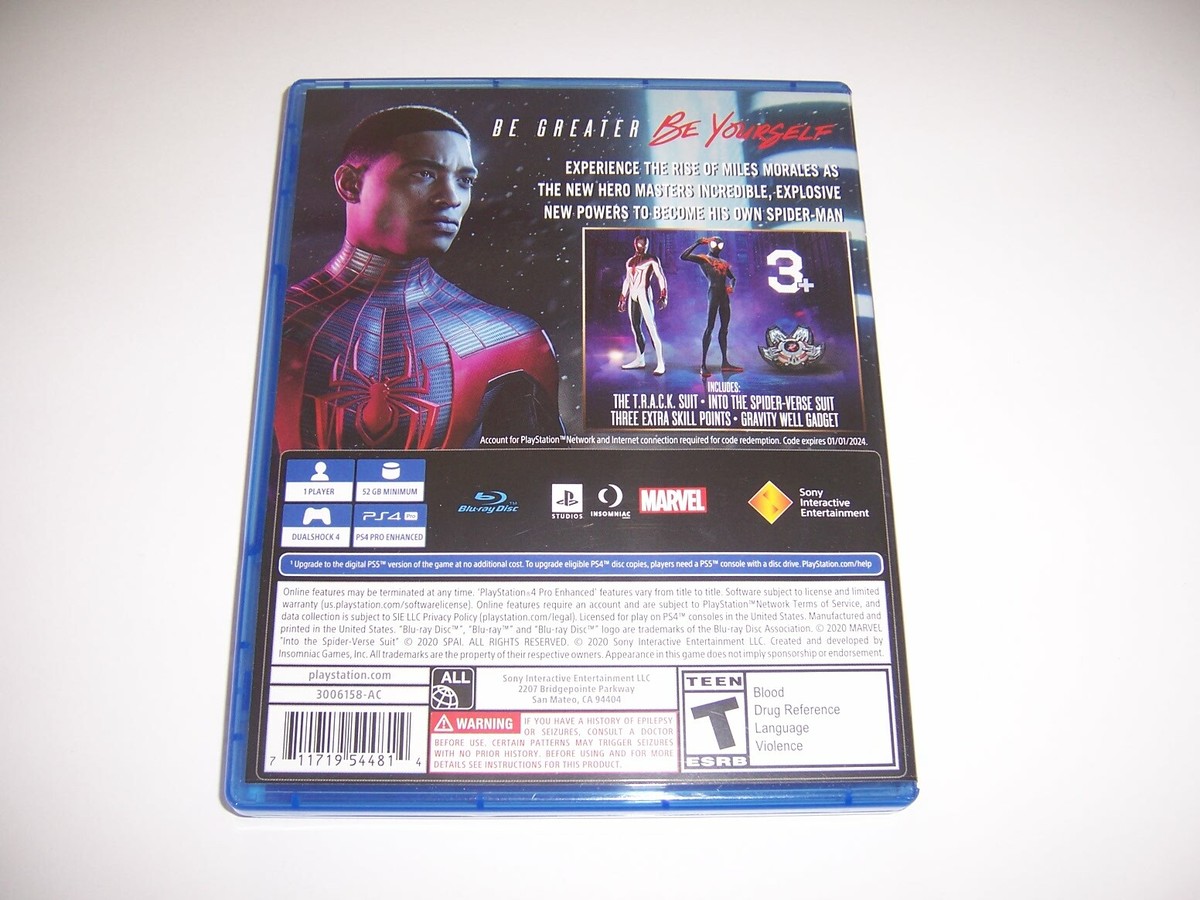 BE GREATER BE YOURSELF
EXPERIENCE THE RISE OF MILES MORALES AS
THE NEW HERO MASTERS INCREDIBLE, EXPLOSIVE
NEW POWERS TO BECOME HIS OWN SPIDER-MAN
3+
INCLUDES:
THE T.R.A.C.K. SUIT • INTO THE SPIDER-VERSE SUIT
THREE EXTRA SKILL POINTS • GRAVITY WELL GADGET
Account for PlayStation™Network and Internet connection required for code redemption. Code expires 01/01/2024.
1 PLAYER
52 GB MINIMUM
DUALSHOCK 4
PS4 Pro
PS4 PRO ENHANCED
Blu-ray Disc™
PS
STUDIOS
INSOMNIAC
GAMES
MARVEL
Sony
Interactive
Entertainment
¹ Upgrade to the digital PS5™ version of the game at no additional cost. To upgrade eligible PS4™ disc copies, players need a PS5™ console with a disc drive. PlayStation.com/help
Online features may be terminated at any time. 'PlayStation®4 Pro Enhanced' features vary from title to title. Software subject to license and limited
warranty (us.playstation.com/softwarelicense). Online features require an account and are subject to PlayStation™Network Terms of Service, and
data collection is subject to SIE LLC Privacy Policy (playstation.com/legal). Licensed for play on PS4™ consoles in the United States. Manufactured and
printed in the United States. "Blu-ray Disc™", "Blu-ray™" and "Blu-ray Disc™" logo are trademarks of the Blu-ray Disc Association. © 2020 MARVEL
"Into the Spider-Verse Suit" © 2020 SPAI. ALL RIGHTS RESERVED. © 2020 Sony Interactive Entertainment LLC. Created and developed by
Insomniac Games, Inc. All trademarks are the property of their respective owners. Appearance in this game does not imply sponsorship or endorsement.
playstation.com
3006158-AC
7 11719 54481 4
ALL
Sony Interactive Entertainment LLC
2207 Bridgepointe Parkway
San Mateo, CA 94404
WARNING IF YOU HAVE A HISTORY OF EPILEPSY
OR SEIZURES, CONSULT A DOCTOR
BEFORE USE. CERTAIN PATTERNS MAY TRIGGER SEIZURES
WITH NO PRIOR HISTORY. BEFORE USING AND FOR MORE
DETAILS SEE INSTRUCTIONS FOR THIS PRODUCT.
TEEN
T
ESRB
Blood
Drug Reference
Language
Violence